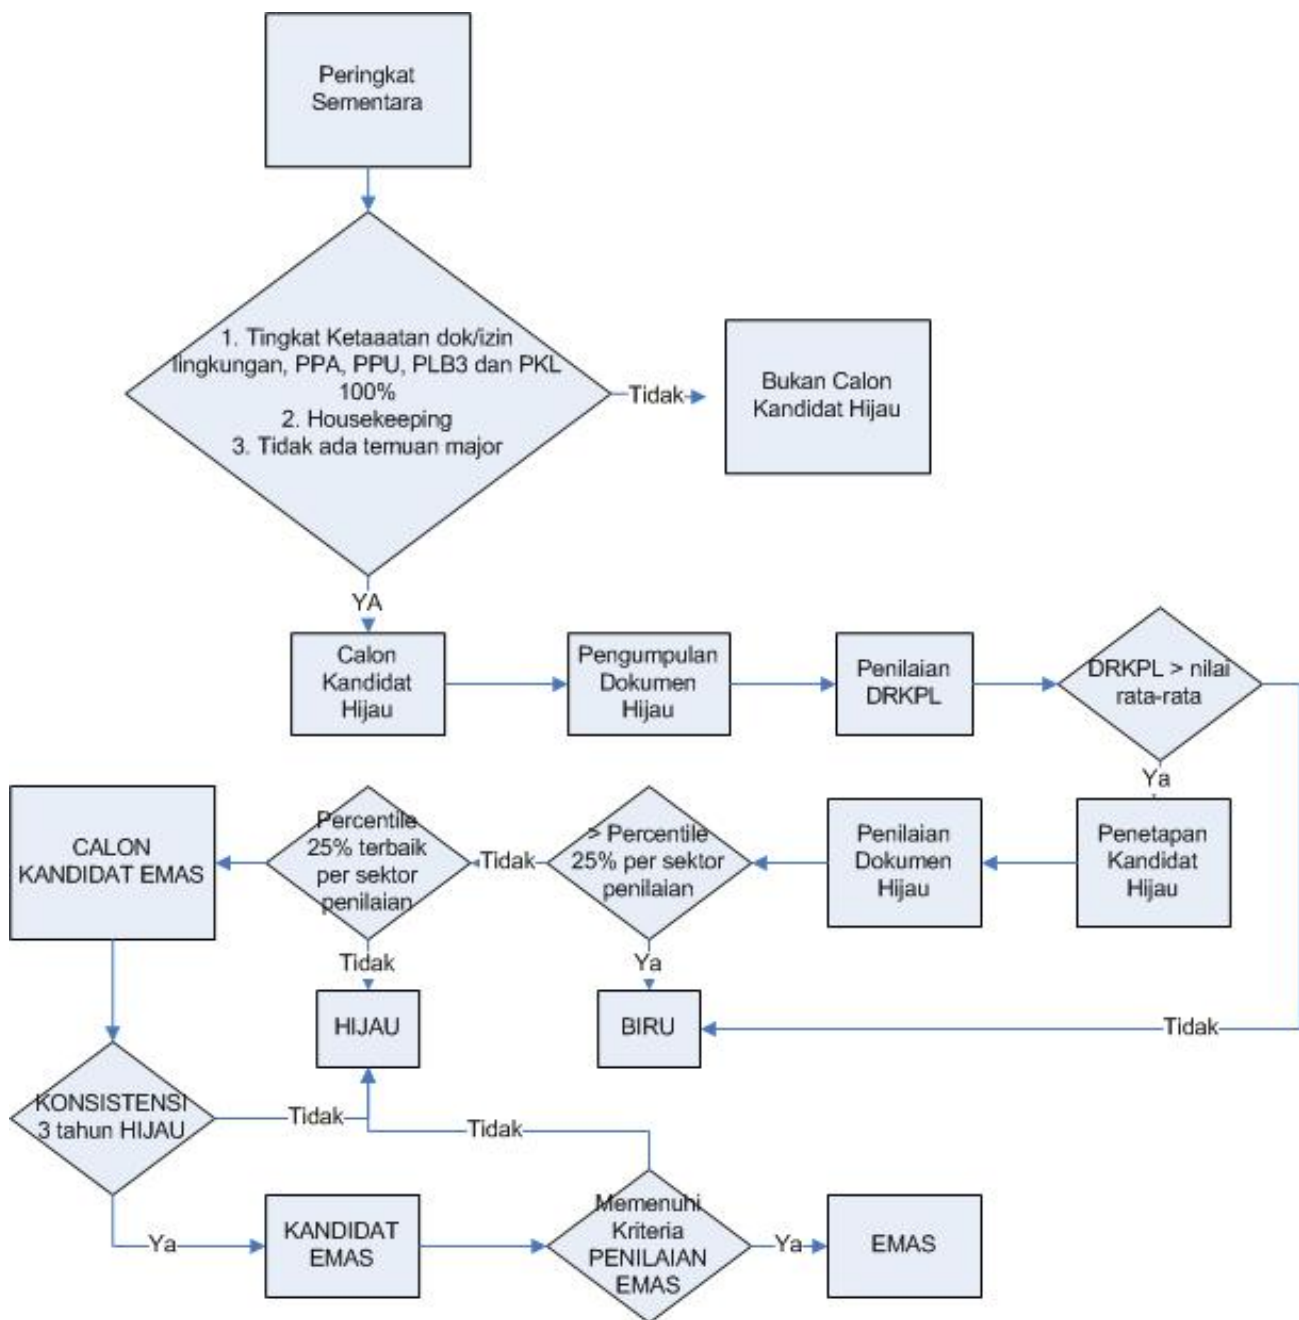 Peringkat
Sementara
1. Tingkat Ketaaatan dok/izin
lingkungan, PPA, PPU, PLB3 dan PKL
100%
2. Housekeeping
3. Tidak ada temuan major
Tidak
Bukan Calon
Kandidat Hijau
YA
Calon
Kandidat
Hijau
Pengumpulan
Dokumen
Hijau
Penilaian
DRKPL
DRKPL > nilai
rata-rata
Ya
Tidak
Penetapan
Kandidat
Hijau
Penilaian
Dokumen
Hijau
> Percentile
25% per sektor
penilaian
Tidak
Ya
BIRU
Percentile
25% terbaik
per sektor
penilaian
Tidak
HIJAU
CALON
KANDIDAT EMAS
KONSISTENSI
3 tahun HIJAU
Tidak
Ya
KANDIDAT
EMAS
Memenuhi
Kriteria
PENILAIAN
EMAS
Tidak
Ya
EMAS